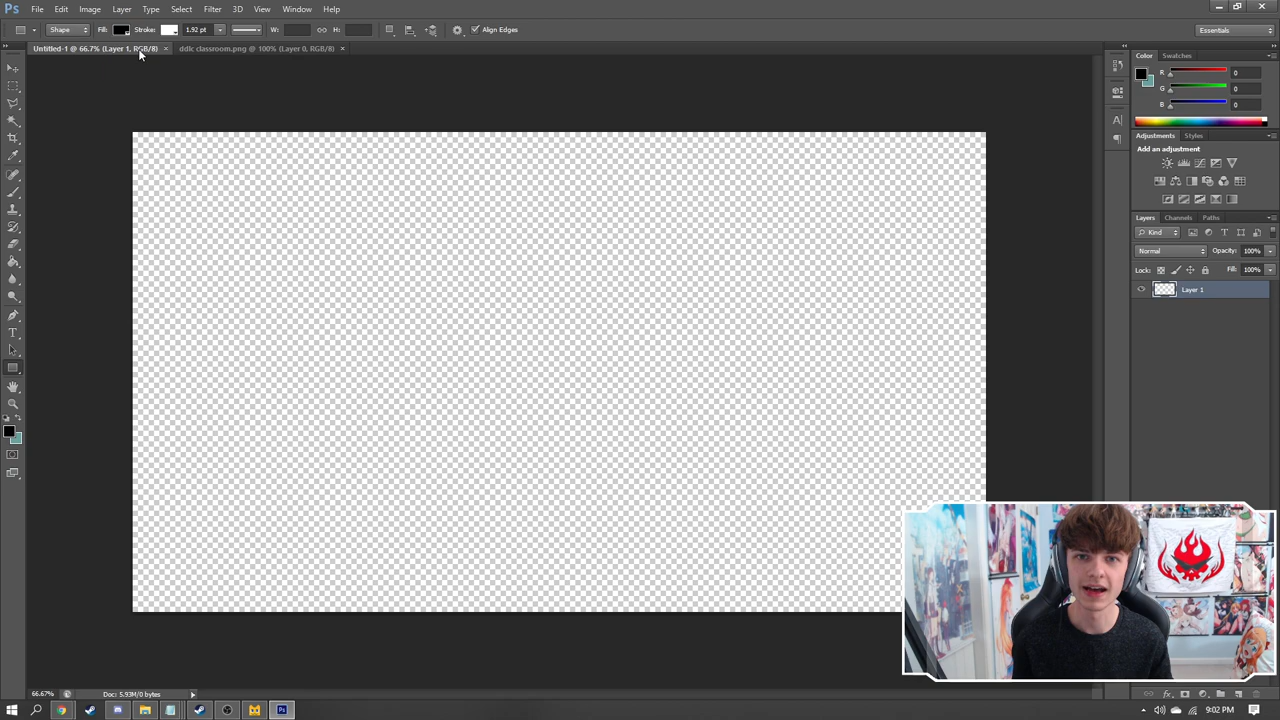 Ps File Edit Image Layer Type Select Filter 3D View Window Help
Shape Fill: Stroke: 1.92 pt W: H: Align Edges Essentials
Untitled-1 @ 66.7% (Layer 1, RGB/8) × ddlc classroom.png @ 100% (Layer 0, RGB/8) ×
Color Swatches
R 0
G 0
B 0
Adjustments Styles
Add an adjustment
Layers Channels Paths
Kind
Normal Opacity: 100%
Lock: Fill: 100%
Layer 1
66.67% Doc: 5.93M/0 bytes
Ps 9:02 PM